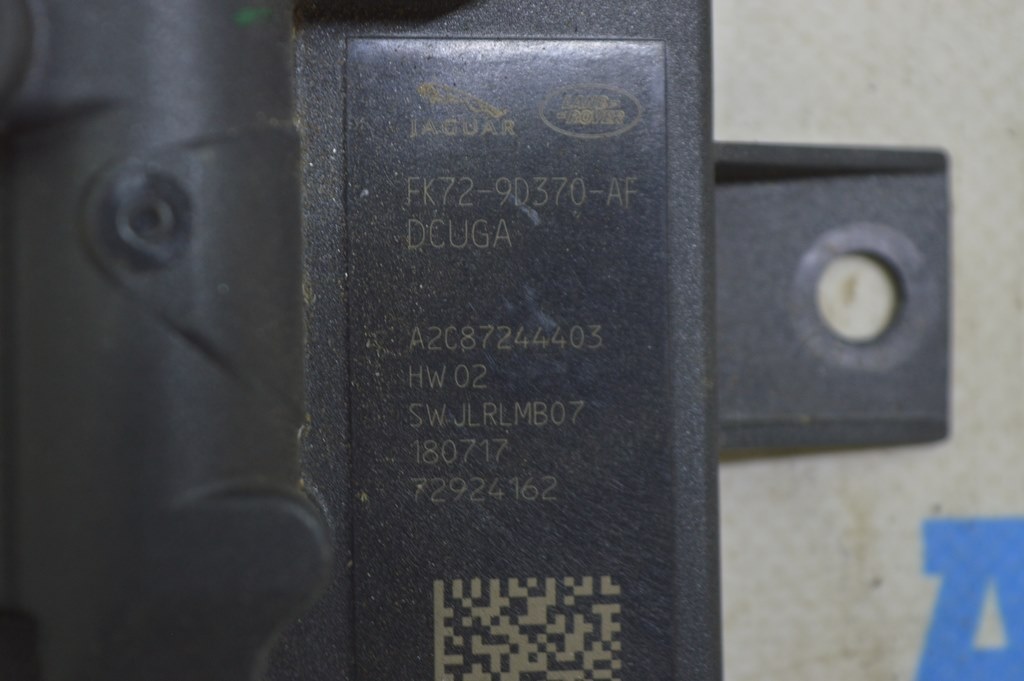 JAGUAR LAND ROVER
FK72-9D370-AF
DCUGA
A2C87244403
HW 02
SWJLRLMB07
180717
72924162
A